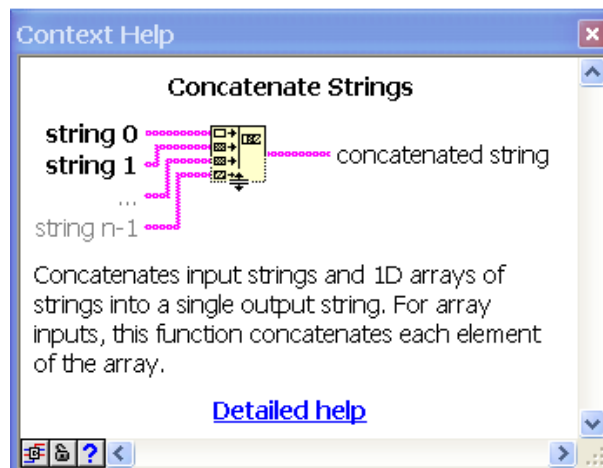 Context Help
Concatenate Strings
string 0
string 1
concatenated string
...
string n-1
Concatenates input strings and 1D arrays of
strings into a single output string. For array
inputs, this function concatenates each element
of the array.
Detailed help
?